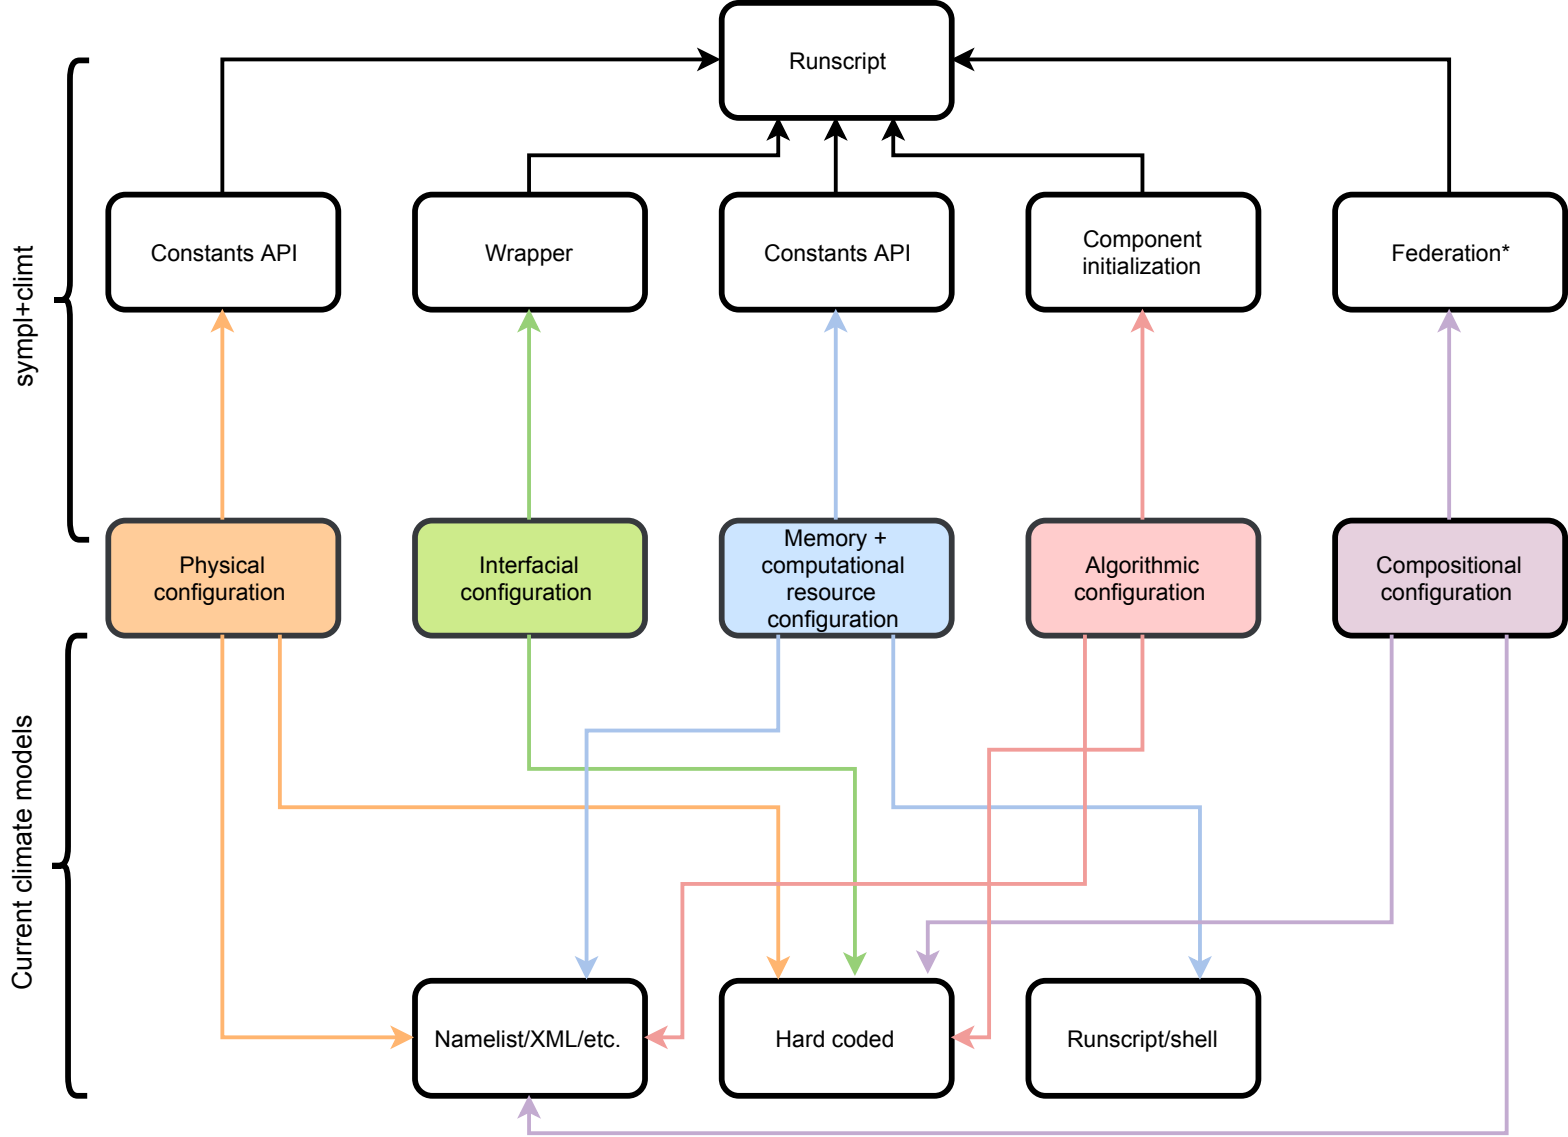 Runscript
sympl+climt
Constants API
Wrapper
Constants API
Component
initialization
Federation*
Physical
configuration
Interfacial
configuration
Memory +
computational
resource
configuration
Algorithmic
configuration
Compositional
configuration
Current climate models
Namelist/XML/etc.
Hard coded
Runscript/shell